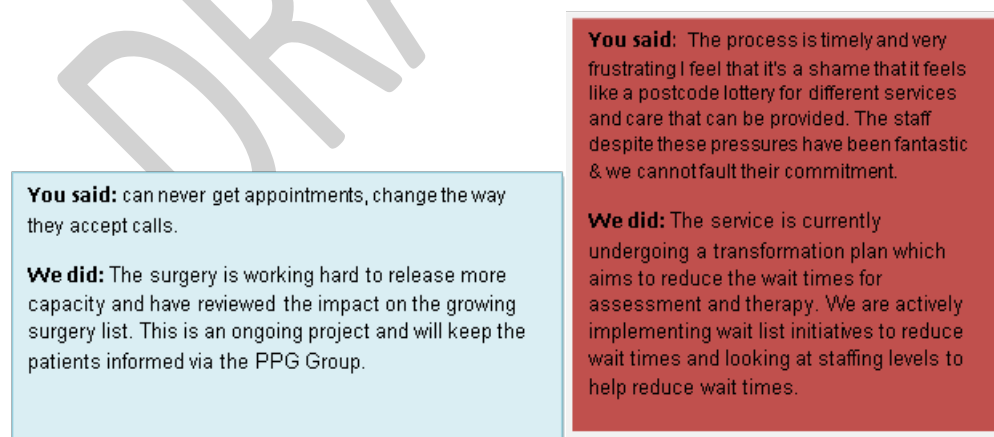 DRA
You said: can never get appointments, change the way
they accept calls.
We did: The surgery is working hard to release more
capacity and have reviewed the impact on the growing
surgery list. This is an ongoing project and will keep the
patients informed via the PPG Group.
You said: The process is timely and very
frustrating I feel that it's a shame that it feels
like a postcode lottery for different services
and care that can be provided. The staff
despite these pressures have been fantastic
& we cannot fault their commitment.
We did: The service is currently
undergoing a transformation plan which
aims to reduce the wait times for
assessment and therapy. We are actively
implementing wait list initiatives to reduce
wait times and looking at staffing levels to
help reduce wait times.